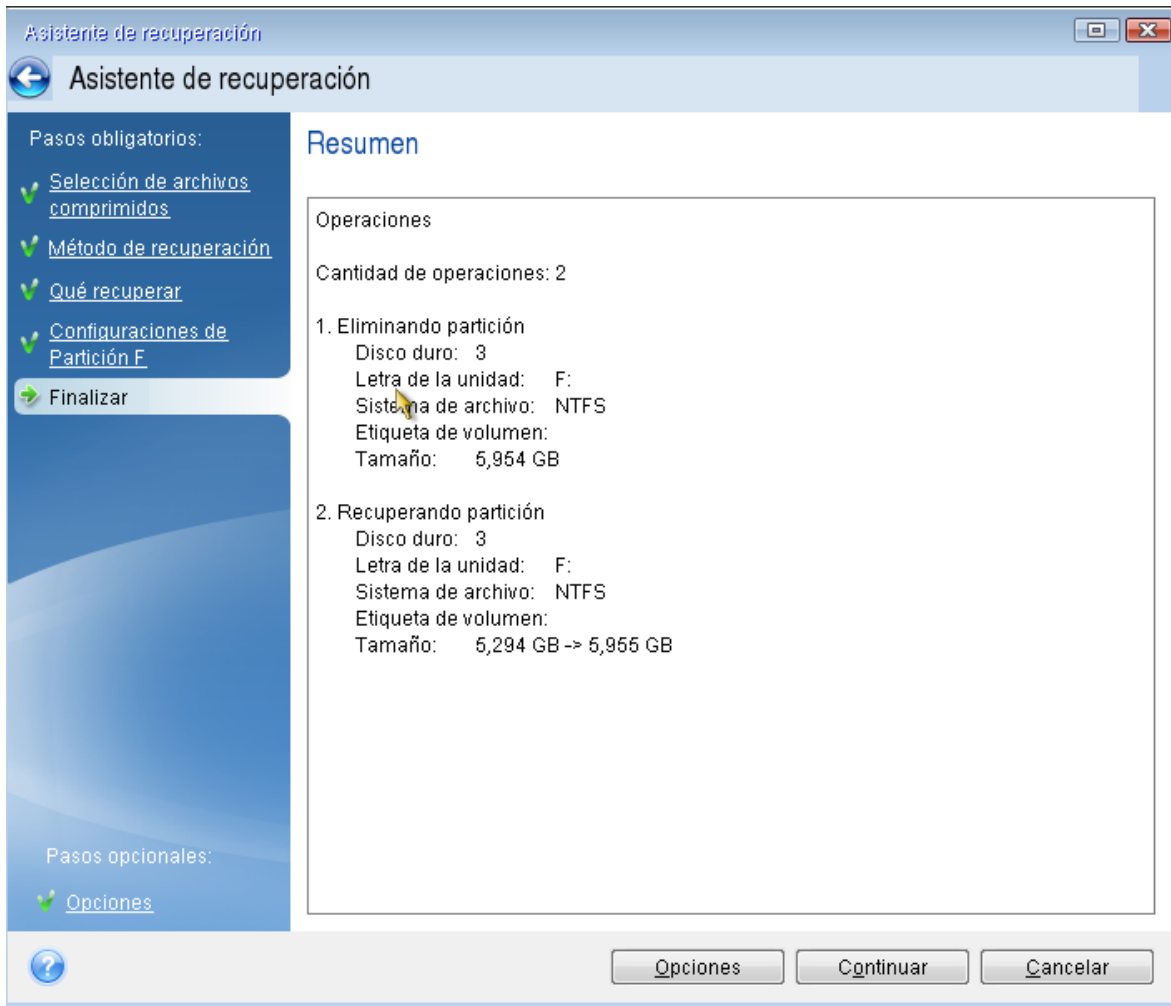 Asistente de recuperación
Asistente de recuperación
Pasos obligatorios:
Selección de archivos
comprimidos
Método de recuperación
Qué recuperar
Configuraciones de
Partición F
Finalizar
Pasos opcionales:
Opciones
Resumen
Operaciones
Cantidad de operaciones: 2
1. Eliminando partición
Disco duro: 3
Letra de la unidad: F:
Sistema de archivo: NTFS
Etiqueta de volumen:
Tamaño: 5,954 GB
2. Recuperando partición
Disco duro: 3
Letra de la unidad: F:
Sistema de archivo: NTFS
Etiqueta de volumen:
Tamaño: 5,294 GB -> 5,955 GB
Opciones
Continuar
Cancelar